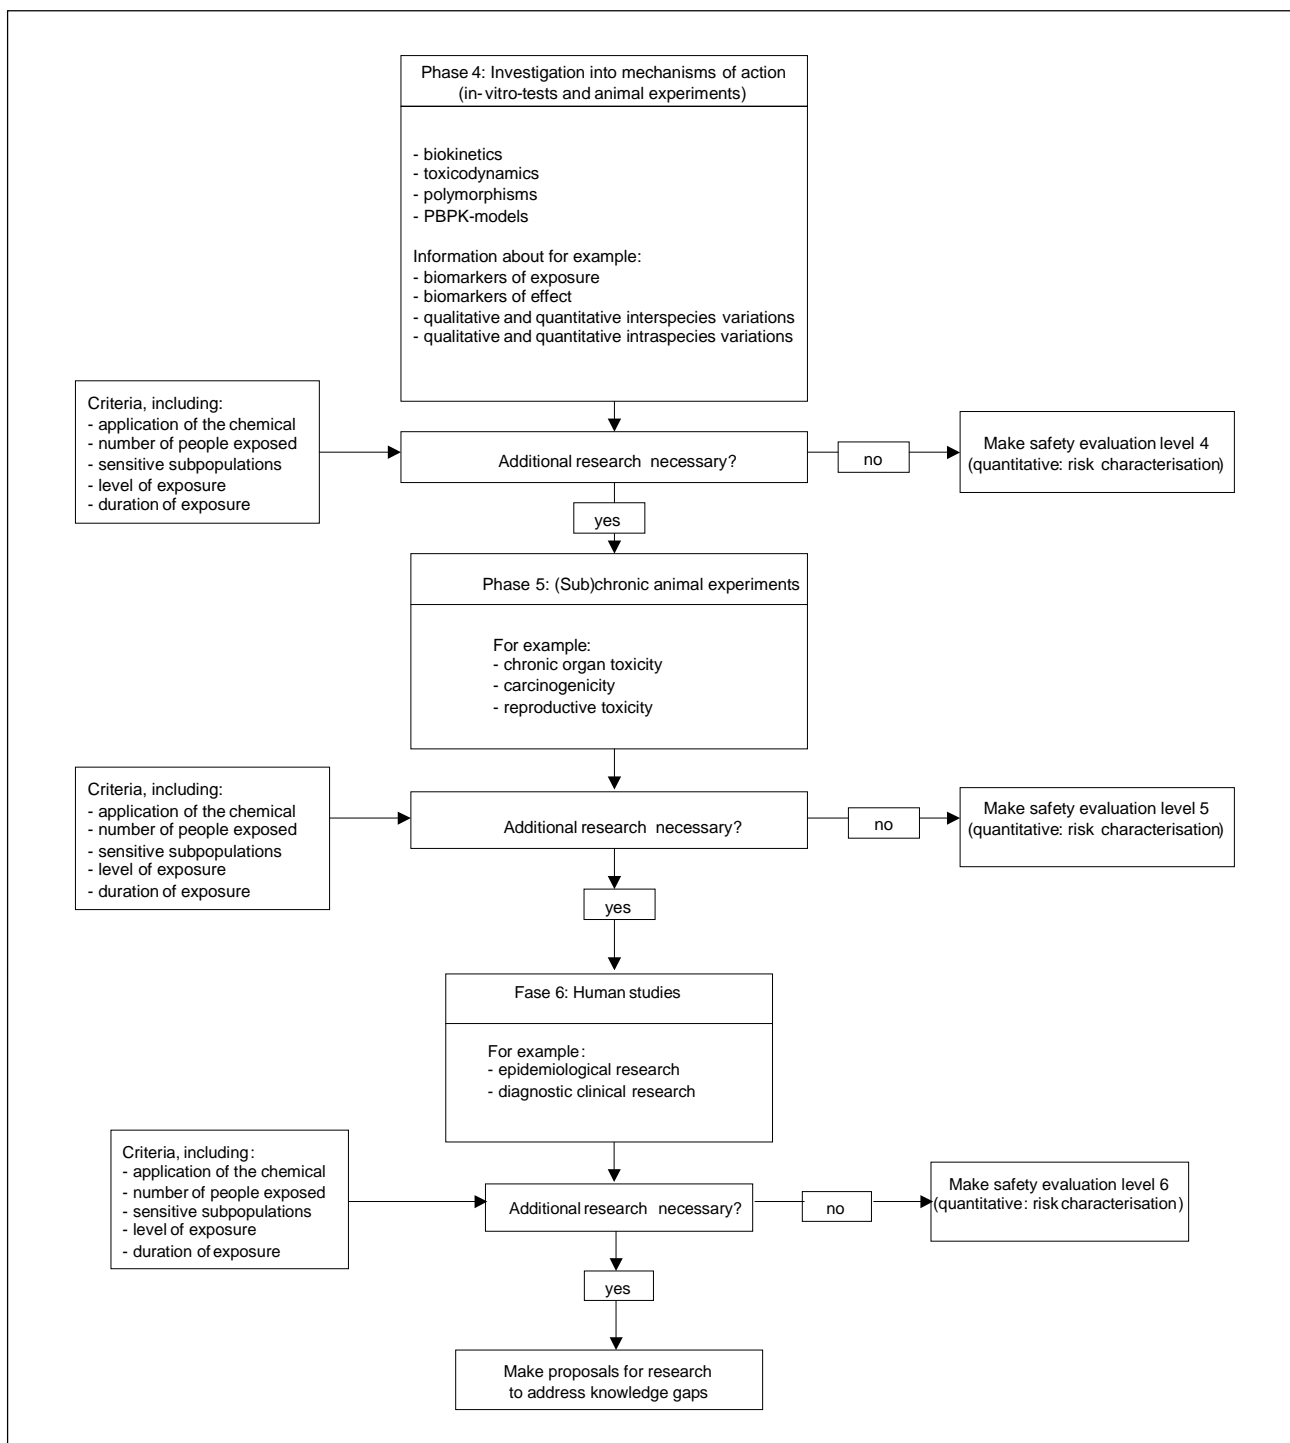 Phase 4: Investigation into mechanisms of action
(in-vitro-tests and animal experiments)
- biokinetics
- toxicodynamics
- polymorphisms
- PBPK-models
Information about for example:
- biomarkers of exposure
- biomarkers of effect
- qualitative and quantitative interspecies variations
- qualitative and quantitative intraspecies variations
Criteria, including:
- application of the chemical
- number of people exposed
- sensitive subpopulations
- level of exposure
- duration of exposure
Additional research necessary?
no
Make safety evaluation level 4
(quantitative: risk characterisation)
yes
Phase 5: (Sub)chronic animal experiments
For example:
- chronic organ toxicity
- carcinogenicity
- reproductive toxicity
Criteria, including:
- application of the chemical
- number of people exposed
- sensitive subpopulations
- level of exposure
- duration of exposure
Additional research necessary?
no
Make safety evaluation level 5
(quantitative: risk characterisation)
yes
Fase 6: Human studies
For example:
- epidemiological research
- diagnostic clinical research
Criteria, including:
- application of the chemical
- number of people exposed
- sensitive subpopulations
- level of exposure
- duration of exposure
Additional research necessary?
no
Make safety evaluation level 6
(quantitative: risk characterisation)
yes
Make proposals for research
to address knowledge gaps